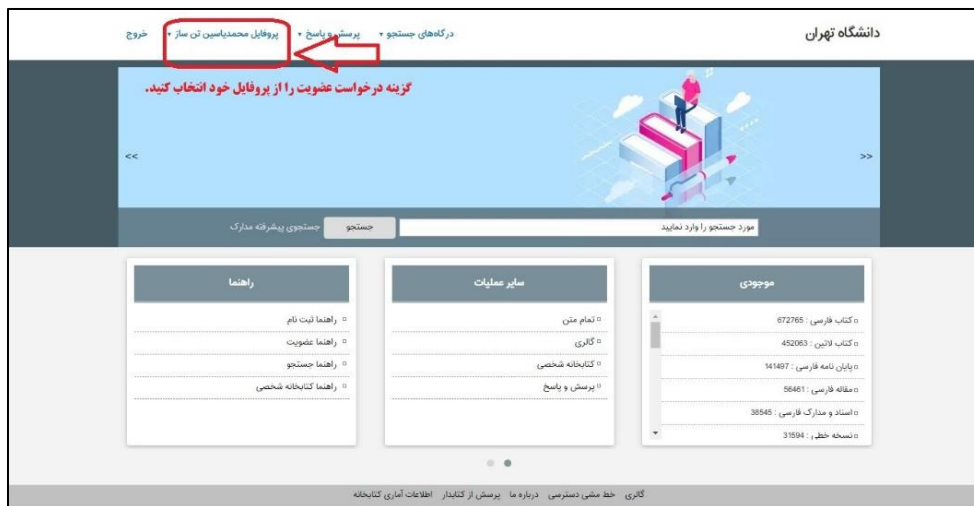 دانشگاه تهران
درگاه‌های جستجو
پرسش و پاسخ
پروفایل محمدیاسین تن ساز
خروج
گزینه درخواست عضویت را از پروفایل خود انتخاب کنید.
<<
>>
مورد جستجو را وارد نمایید
جستجو
جستجوی پیشرفته مدارک
موجودی
کتاب فارسی : 672765
کتاب لاتین : 452063
پایان نامه فارسی : 141497
مقاله فارسی : 56461
اسناد و مدارک فارسی : 38545
نسخه خطی : 31594
سایر عملیات
تمام متن
گالری
کتابخانه شخصی
پرسش و پاسخ
راهنما
راهنما ثبت نام
راهنما عضویت
راهنما جستجو
راهنما کتابخانه شخصی
گالری خط مشی دسترسی درباره ما پرسش از کتابدار اطلاعات آماری کتابخانه